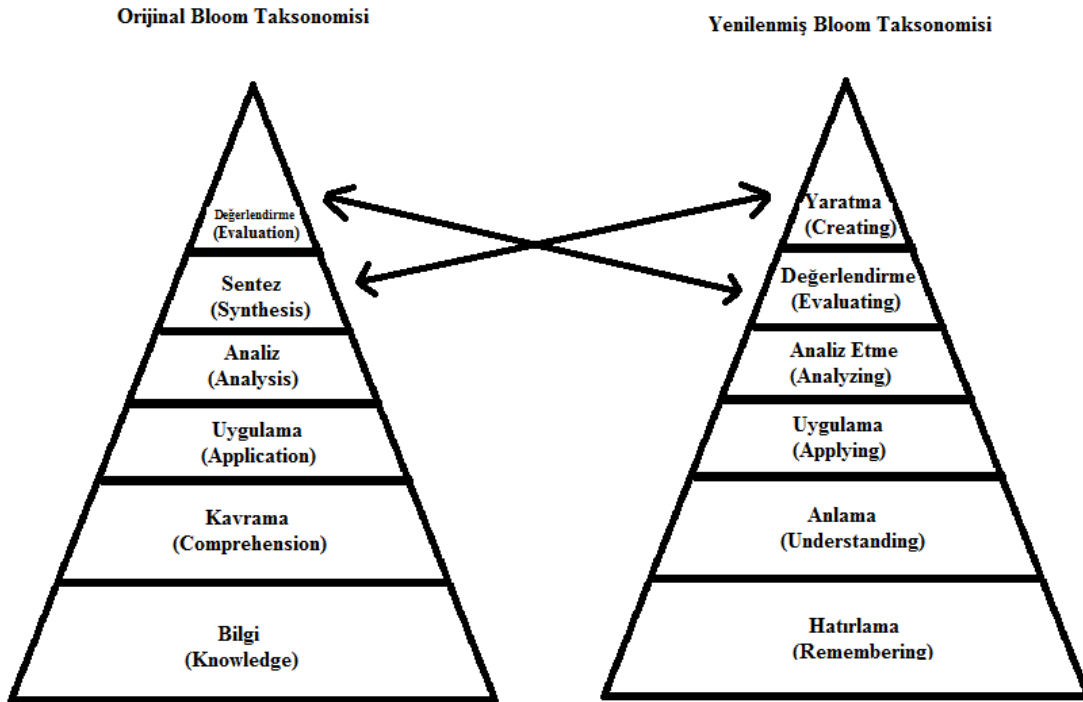 Orijinal Bloom Taksonomisi
Değerlendirme
(Evaluation)
Sentez
(Synthesis)
Analiz
(Analysis)
Uygulama
(Application)
Kavrama
(Comprehension)
Bilgi
(Knowledge)
Yenilenmiş Bloom Taksonomisi
Yaratma
(Creating)
Değerlendirme
(Evaluating)
Analiz Etme
(Analyzing)
Uygulama
(Applying)
Anlama
(Understanding)
Hatırlama
(Remembering)